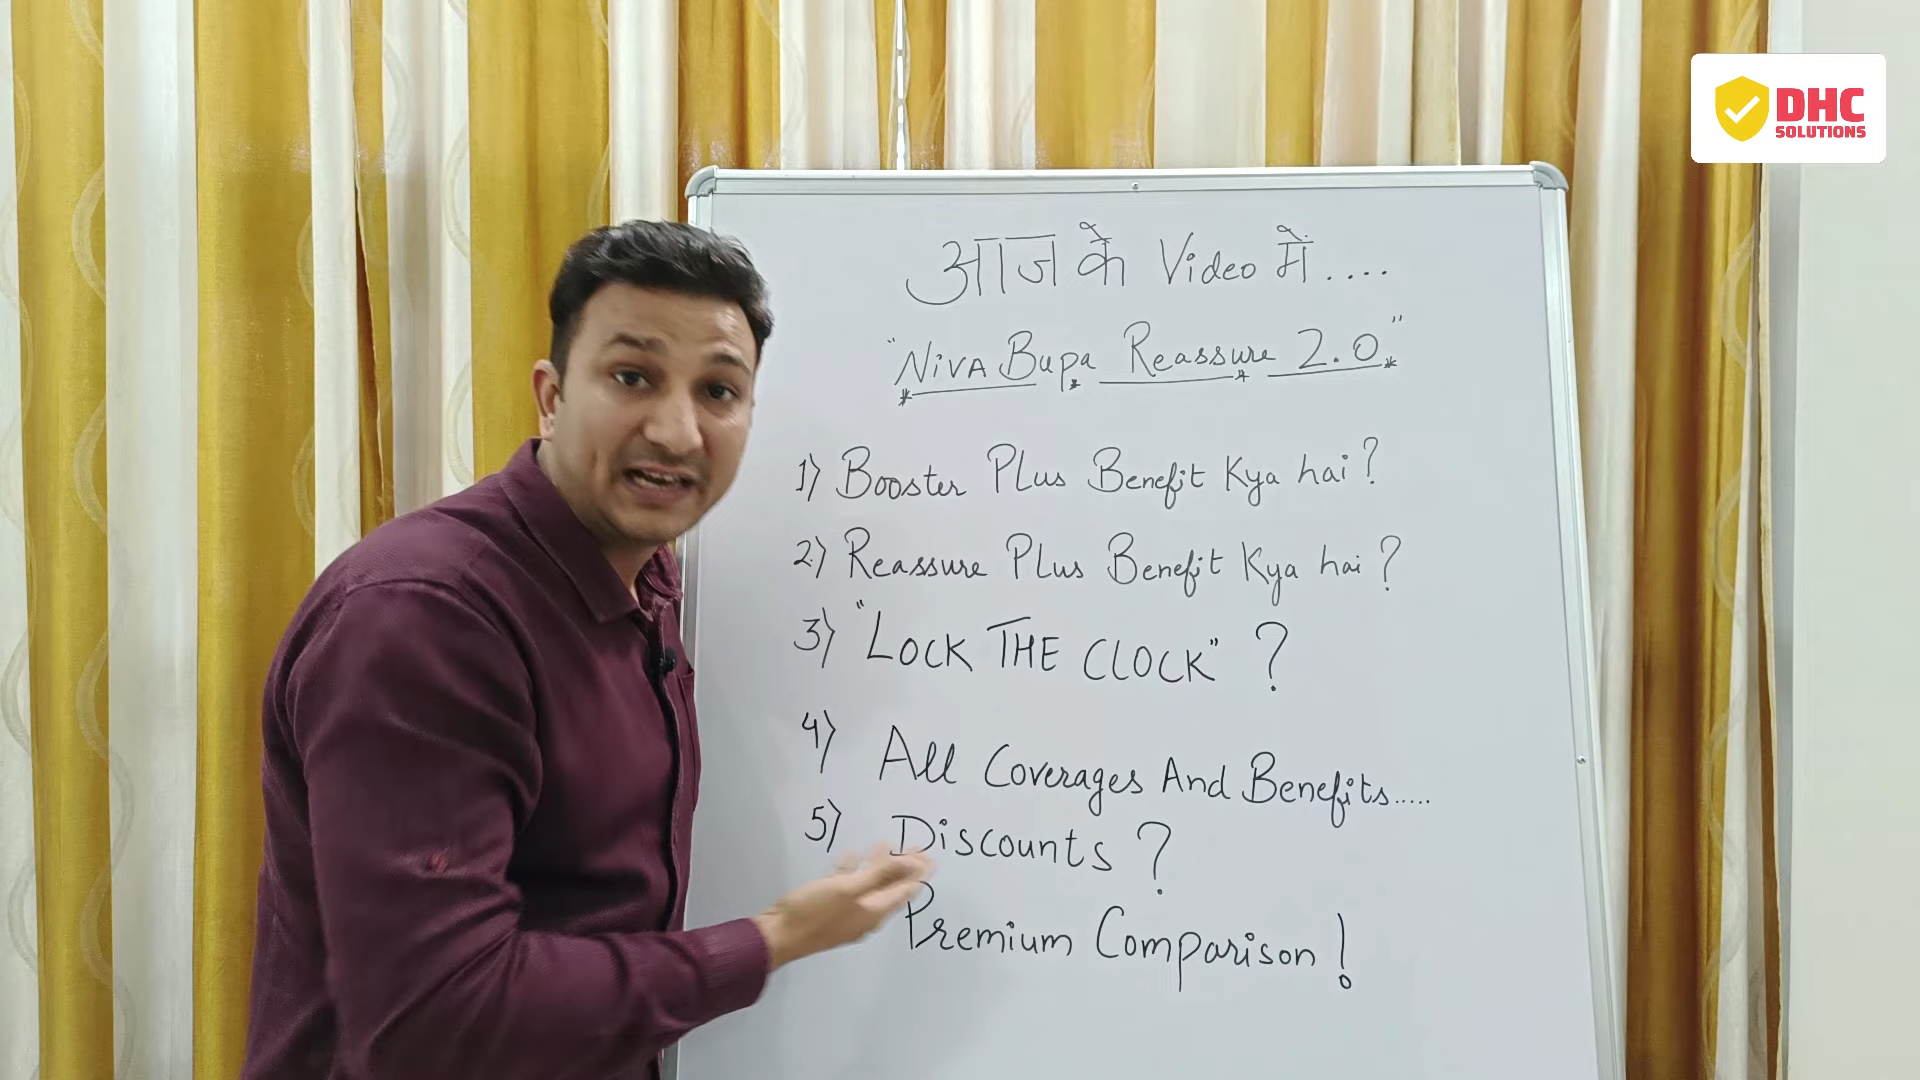 DHC
SOLUTIONS
आज के Video में....
"NIVA Bupa Reassure 2.0"
1) Booster Plus Benefit Kya hai?
2) Reassure Plus Benefit Kya hai?
3) "LOCK THE CLOCK" ?
4) All Coverages And Benefits.....
5) Discounts ?
Premium Comparison!